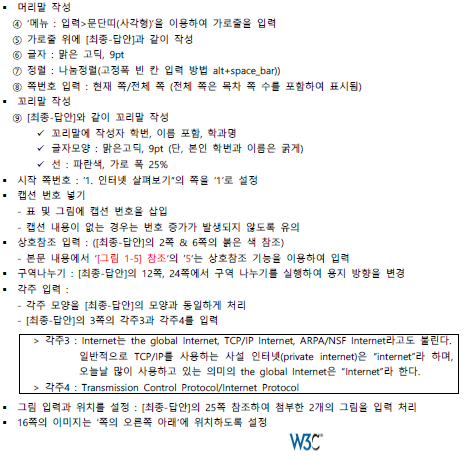 ▪ 머리말 작성
④ '메뉴 : 입력>문단띠(사각형)'을 이용하여 가로줄을 입력
⑤ 가로줄 위에 [최종-답안]과 같이 작성
⑥ 글자 : 맑은 고딕, 9pt
⑦ 정렬 : 나눔정렬(고정폭 빈 칸 입력 방법 alt+space_bar))
⑧ 쪽번호 입력 : 현재 쪽/전체 쪽 (전체 쪽은 목차 쪽 수를 포함하여 표시됨)
▪ 꼬리말 작성
⑨ [최종-답안]와 같이 꼬리말 작성
✓ 꼬리말에 작성자 학번, 이름 포함, 학과명
✓ 글자모양 : 맑은고딕, 9pt (단, 본인 학번과 이름은 굵게)
✓ 선 : 파란색, 가로 폭 25%
▪ 시작 쪽번호 : '1. 인터넷 살펴보기"의 쪽을 '1'로 설정
▪ 캡션 번호 넣기
- 표 및 그림에 캡션 번호을 삽입
- 캡션 내용이 없는 경우는 번호 증가가 발생되지 않도록 유의
▪ 상호참조 입력 : ([최종-답안]의 2쪽 & 6쪽의 붉은 색 참조)
- 본문 내용에서 '[그림 1-5] 참조'의 '5'는 상호참조 기능을 이용하여 입력
▪ 구역나누기 : [최종-답안]의 12쪽, 24쪽에서 구역 나누기를 실행하여 용지 방향을 변경
▪ 각주 입력 :
- 각주 모양을 [최종-답안]의 모양과 동일하게 처리
- [최종-답안]의 3쪽의 각주3과 각주4를 입력
> 각주3 : Internet는 the global Internet, TCP/IP Internet, ARPA/NSF Internet라고도 불린다.
일반적으로 TCP/IP를 사용하는 사설 인터넷(private internet)은 "internet"라 하며,
오늘날 많이 사용하고 있는 의미의 the global Internet은 "Internet"라 한다.
> 각주4 : Transmission Control Protocol/Internet Protocol
▪ 그림 입력과 위치를 설정 : [최종-답안]의 25쪽 참조하여 첨부한 2개의 그림을 입력 처리
▪ 16쪽의 이미지는 '쪽의 오른쪽 아래'에 위치하도록 설정
W3C®